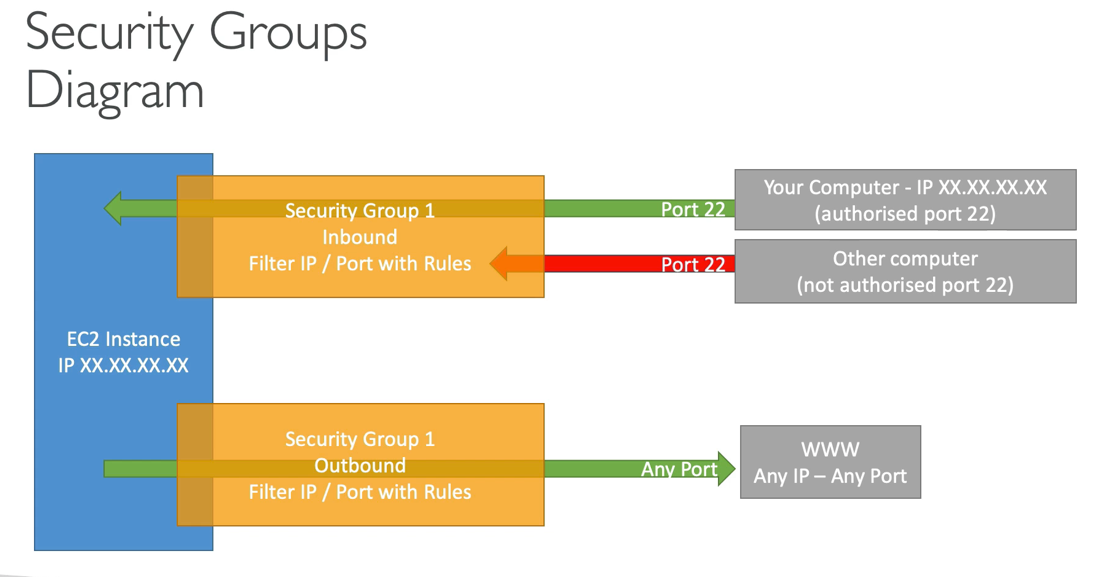 Security Groups
Diagram
Security Group 1
Inbound
Filter IP / Port with Rules
Port 22
Your Computer - IP XX.XX.XX.XX
(authorised port 22)
Port 22
Other computer
(not authorised port 22)
EC2 Instance
IP XX.XX.XX.XX
Security Group 1
Outbound
Filter IP / Port with Rules
Any Port
WWW
Any IP – Any Port